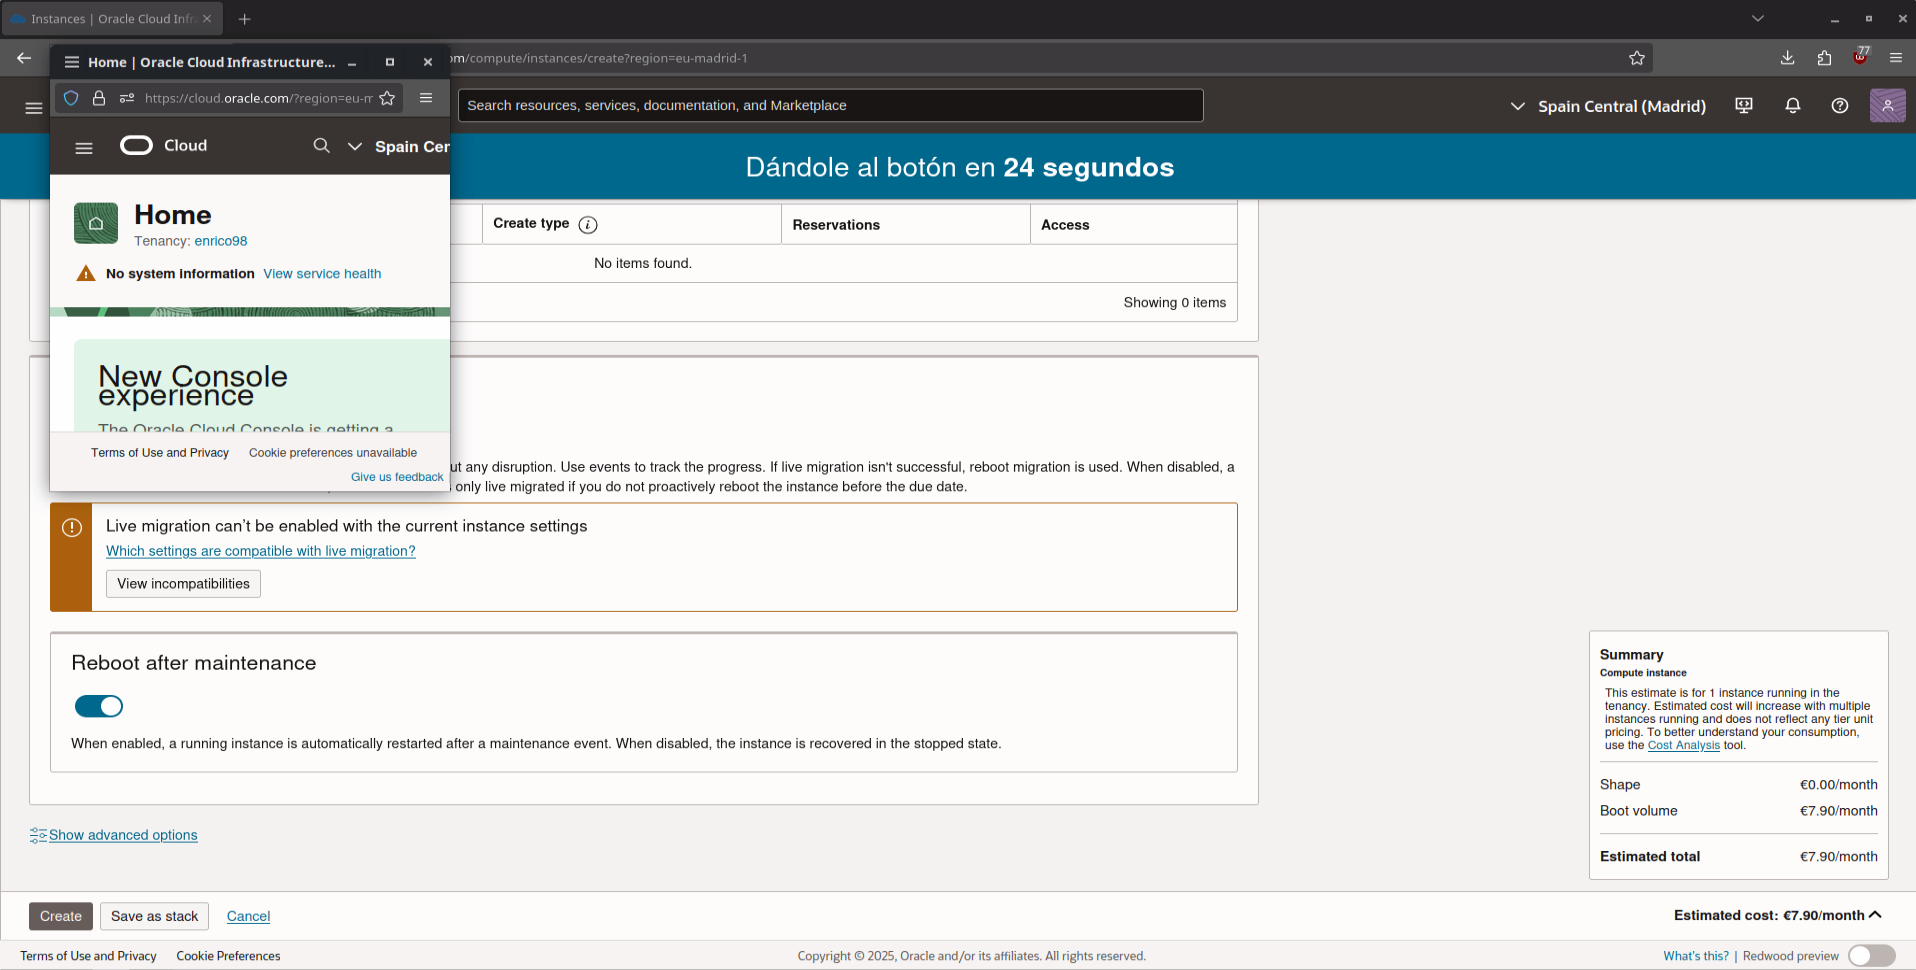 Instances | Oracle Cloud Infr
77
om/compute/instances/create?region=eu-madrid-1
Home | Oracle Cloud Infrastructure...
https://cloud.oracle.com/?region=eu-m
Search resources, services, documentation, and Marketplace
Spain Central (Madrid)
Cloud
Spain Cer
Dándole al botón en 24 segundos
Home
Tenancy: enrico98
No system information View service health
New Console
experience
The Oracle Cloud Console is getting a
Terms of Use and Privacy Cookie preferences unavailable
Give us feedback
Create type i Reservations Access
No items found.
Showing 0 items
ut any disruption. Use events to track the progress. If live migration isn't successful, reboot migration is used. When disabled, a
only live migrated if you do not proactively reboot the instance before the due date.
Live migration can't be enabled with the current instance settings
Which settings are compatible with live migration?
View incompatibilities
Reboot after maintenance
When enabled, a running instance is automatically restarted after a maintenance event. When disabled, the instance is recovered in the stopped state.
Show advanced options
Summary
Compute instance
This estimate is for 1 instance running in the
tenancy. Estimated cost will increase with multiple
instances running and does not reflect any tier unit
pricing. To better understand your consumption,
use the Cost Analysis tool.
Shape €0.00/month
Boot volume €7.90/month
Estimated total €7.90/month
Create Save as stack Cancel
Estimated cost: €7.90/month
Terms of Use and Privacy Cookie Preferences
Copyright © 2025, Oracle and/or its affiliates. All rights reserved.
What's this? | Redwood preview